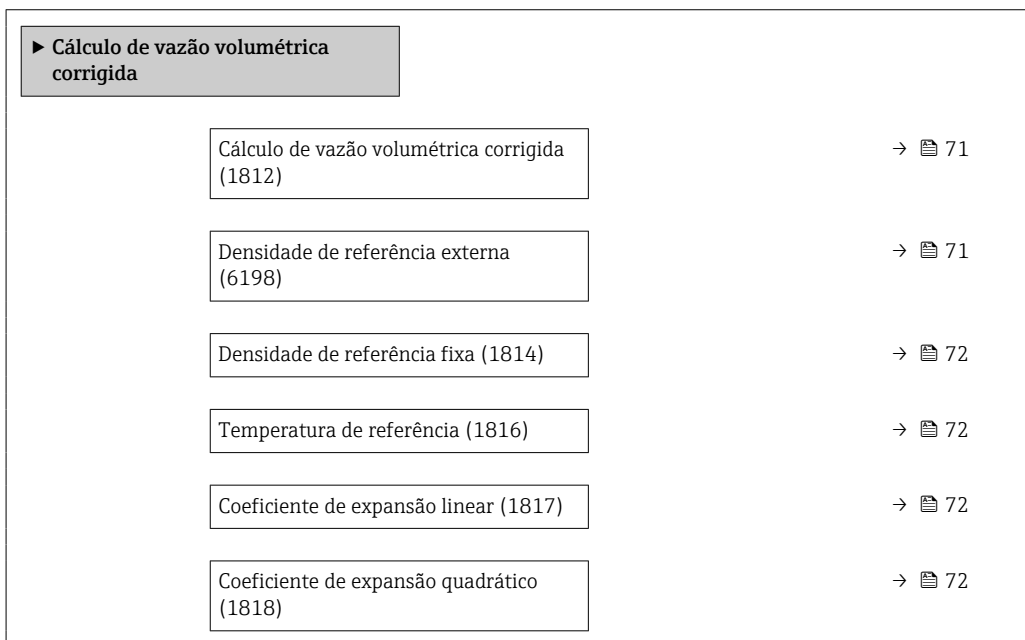 ▶ Cálculo de vazão volumétrica
corrigida
Cálculo de vazão volumétrica corrigida
(1812)
→ 71
Densidade de referência externa
(6198)
→ 71
Densidade de referência fixa (1814)
→ 72
Temperatura de referência (1816)
→ 72
Coeficiente de expansão linear (1817)
→ 72
Coeficiente de expansão quadrático
(1818)
→ 72